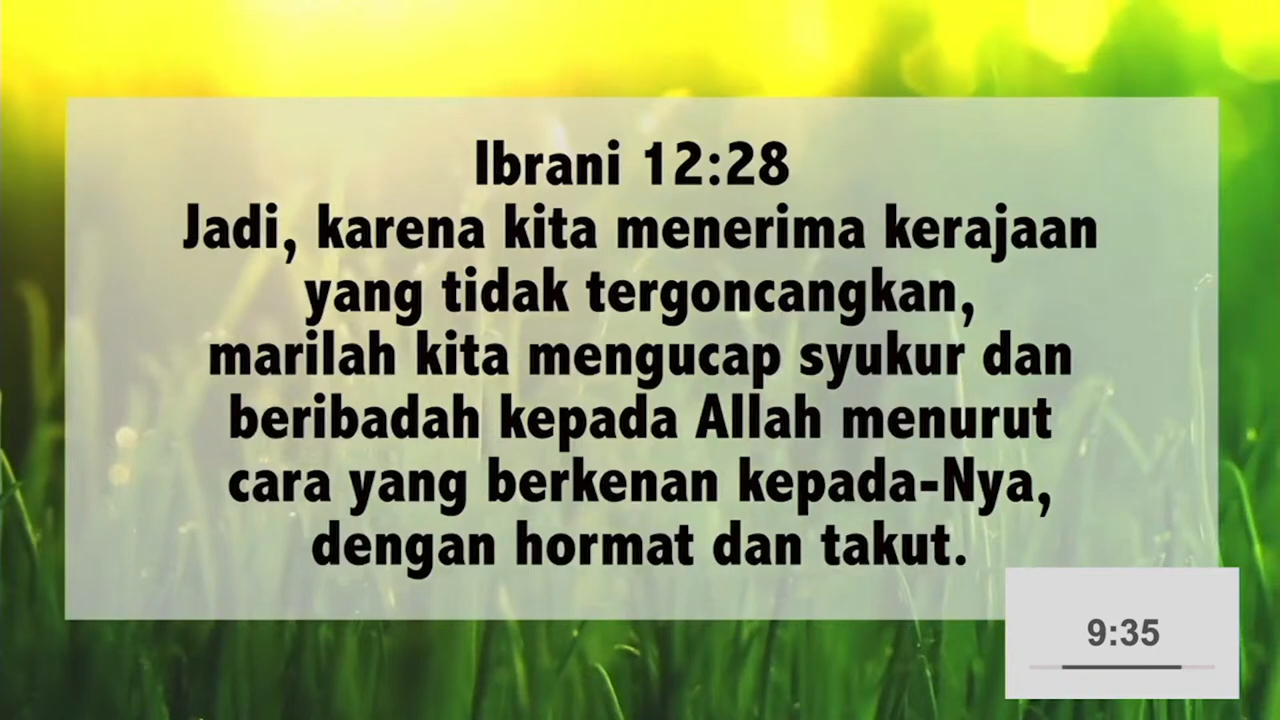 Ibrani 12:28
Jadi, karena kita menerima kerajaan
yang tidak tergoncangkan,
marilah kita mengucap syukur dan
beribadah kepada Allah menurut
cara yang berkenan kepada-Nya,
dengan hormat dan takut.
9:35